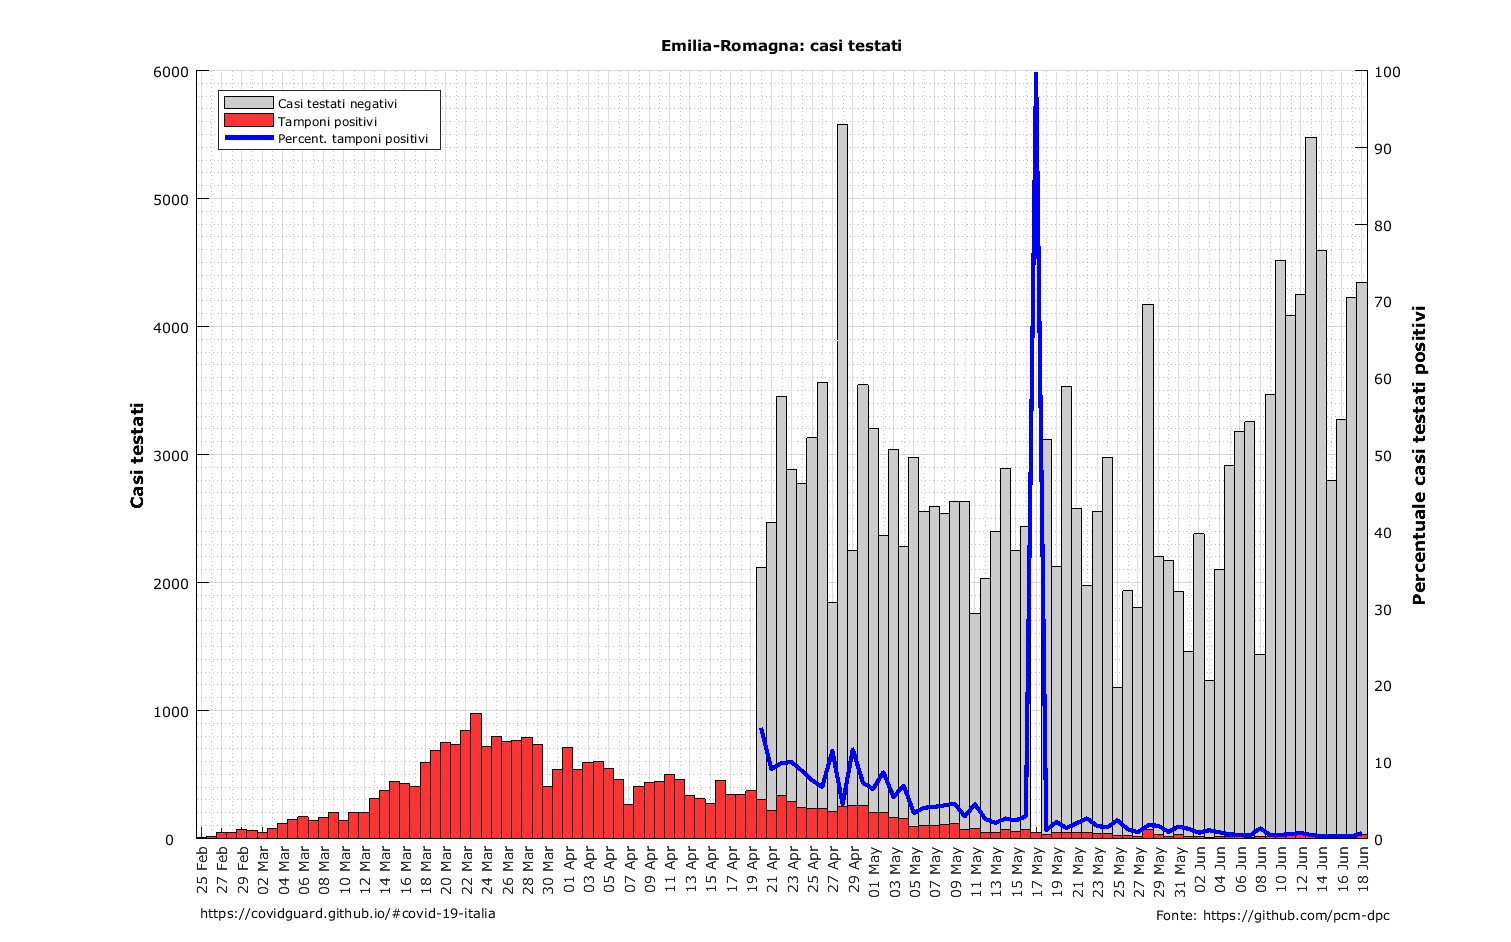 Emilia-Romagna: casi testati
Casi testati negativi
Tamponi positivi
Percent. tamponi positivi
Casi testati
6000
5000
4000
3000
2000
1000
0
100
90
80
70
60
50
40
30
20
10
0
Percentuale casi testati positivi
25 Feb
27 Feb
29 Feb
02 Mar
04 Mar
06 Mar
08 Mar
10 Mar
12 Mar
14 Mar
16 Mar
18 Mar
20 Mar
22 Mar
24 Mar
26 Mar
28 Mar
30 Mar
01 Apr
03 Apr
05 Apr
07 Apr
09 Apr
11 Apr
13 Apr
15 Apr
17 Apr
19 Apr
21 Apr
23 Apr
25 Apr
27 Apr
29 Apr
01 May
03 May
05 May
07 May
09 May
11 May
13 May
15 May
17 May
19 May
21 May
23 May
25 May
27 May
29 May
31 May
02 Jun
04 Jun
06 Jun
08 Jun
10 Jun
12 Jun
14 Jun
16 Jun
18 Jun
https://covidguard.github.io/#covid-19-italia
Fonte: https://github.com/pcm-dpc